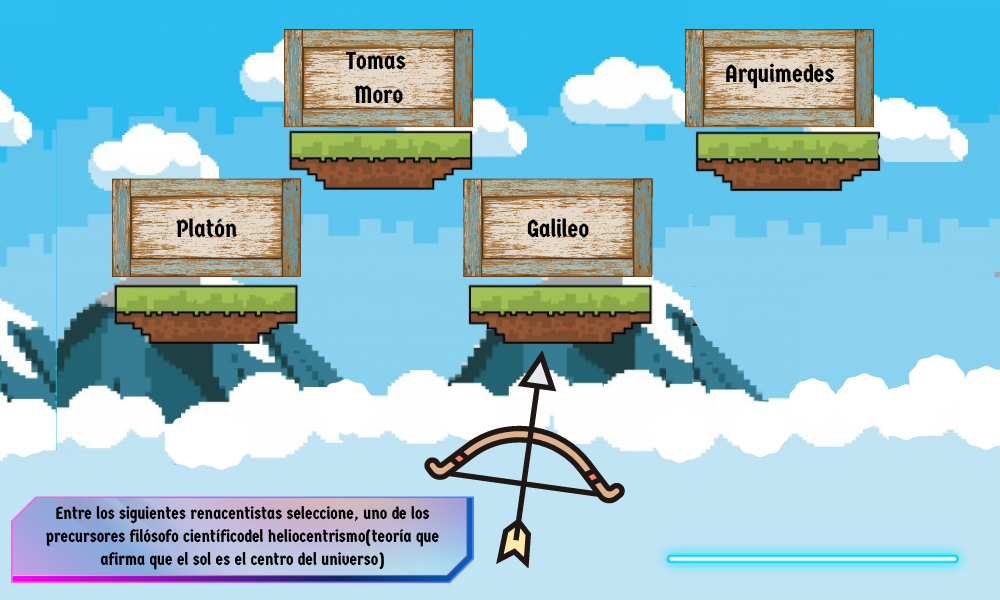 Tomas
Moro
Arquimedes
Platón
Galileo
Entre los siguientes renacentistas seleccione, uno de los
precursores filósofo científicodel heliocentrismo(teoría que
afirma que el sol es el centro del universo)